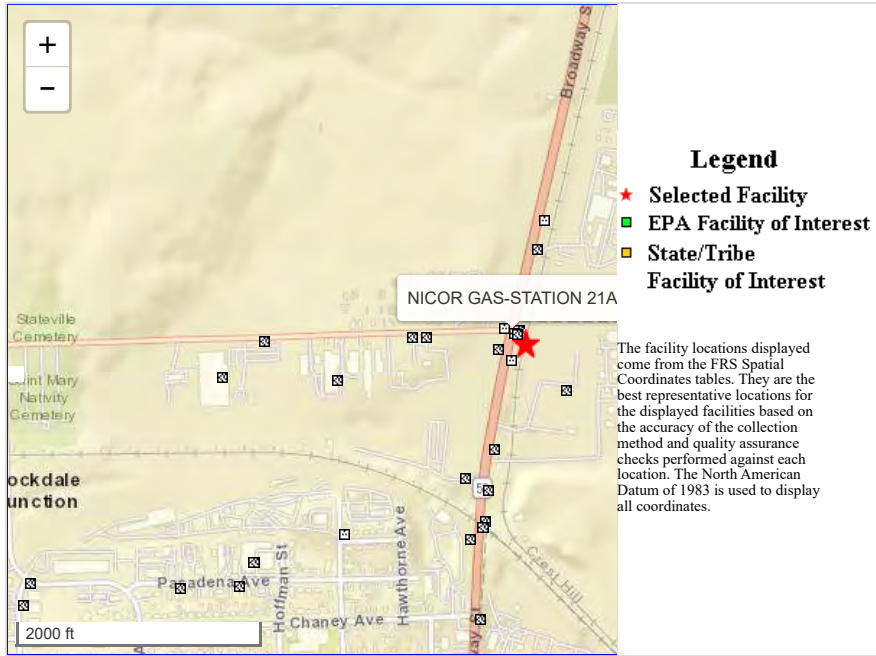 +
−
Broadway S
NICOR GAS-STATION 21A
Stateville
Cemetery
int Mary
Nativity
Cemetery
ockdale
unction
5
Pasadena Ave
Hoffman St
Hawthorne Ave
Chaney Ave
Crest Hill
way St
2000 ft
Legend
Selected Facility
EPA Facility of Interest
State/Tribe
Facility of Interest
The facility locations displayed
come from the FRS Spatial
Coordinates tables. They are the
best representative locations for
the displayed facilities based on
the accuracy of the collection
method and quality assurance
checks performed against each
location. The North American
Datum of 1983 is used to display
all coordinates.